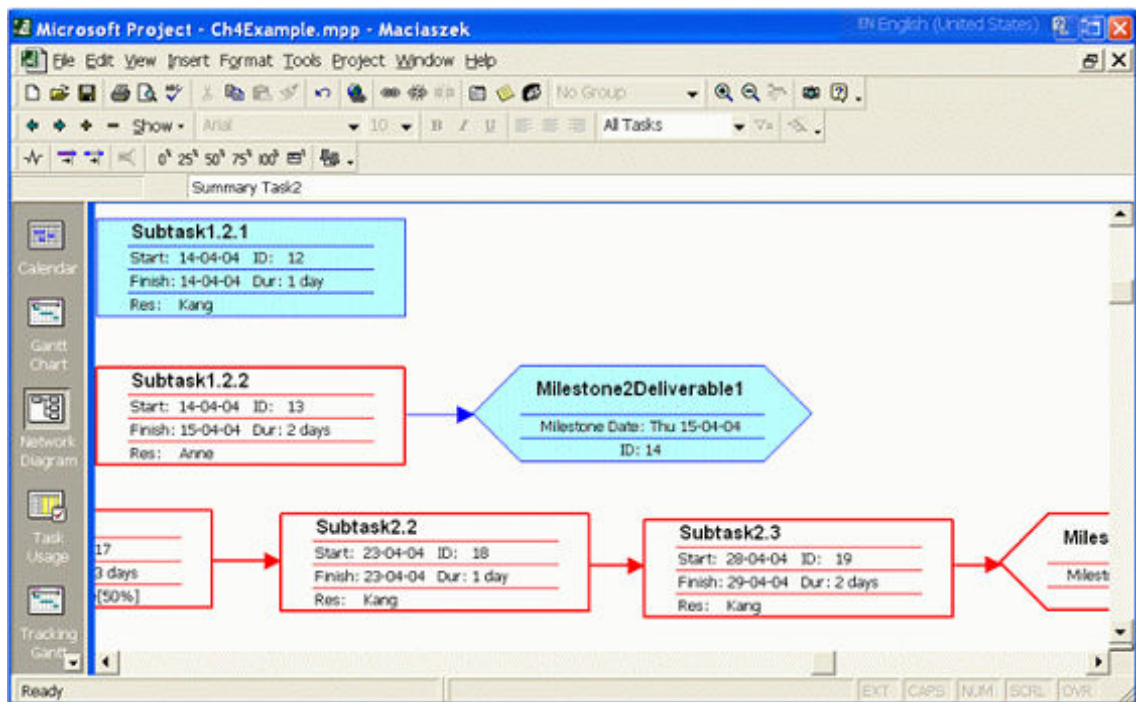 Microsoft Project - Ch4Example.mpp - Maciaszek
EN English (United States)
File Edit View Insert Format Tools Project Window Help
No Group
Show
Arial
10
B I U
All Tasks
0% 25% 50% 75% 100%
Summary Task2
Calendar
Gantt Chart
Network Diagram
Task Usage
Tracking Gantt
Subtask1.2.1
Start: 14-04-04 ID: 12
Finish: 14-04-04 Dur: 1 day
Res: Kang
Subtask1.2.2
Start: 14-04-04 ID: 13
Finish: 15-04-04 Dur: 2 days
Res: Anne
Milestone2Deliverable1
Milestone Date: Thu 15-04-04
ID: 14
17
3 days
[50%]
Subtask2.2
Start: 23-04-04 ID: 18
Finish: 23-04-04 Dur: 1 day
Res: Kang
Subtask2.3
Start: 28-04-04 ID: 19
Finish: 29-04-04 Dur: 2 days
Res: Kang
Miles
Milest
Ready
EXT CAPS NUM SCRL OVR